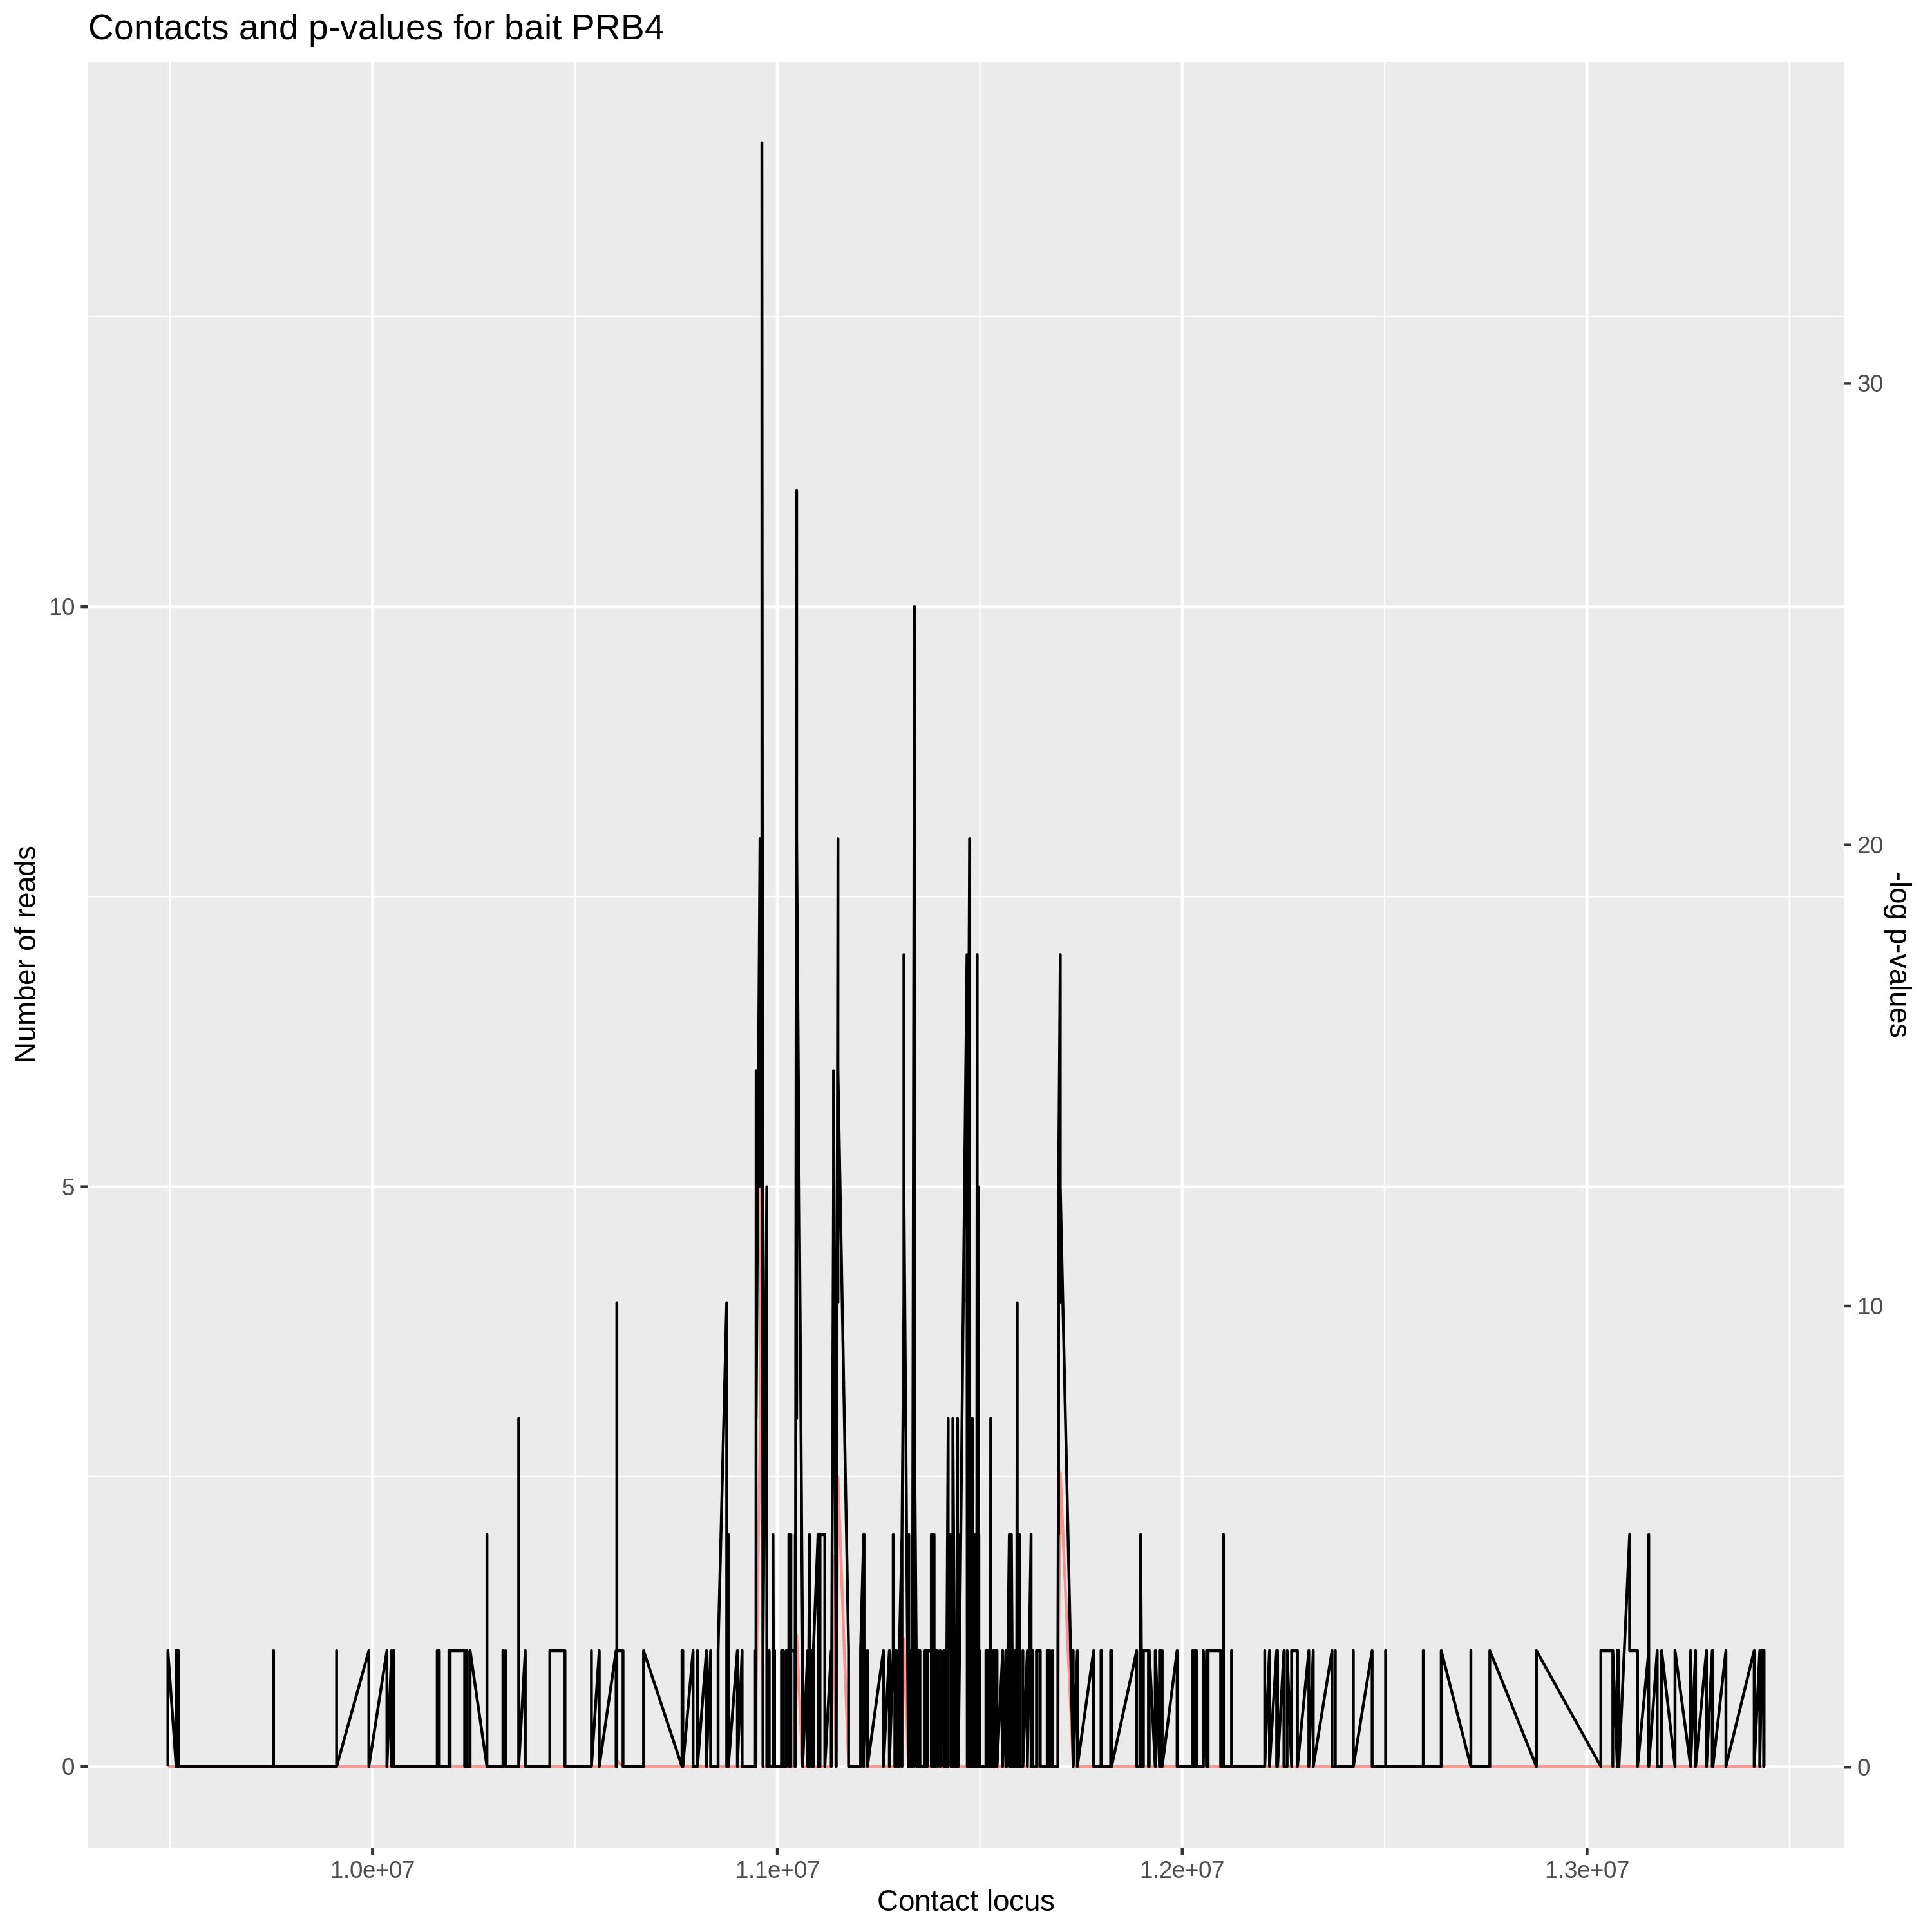 Contacts and p-values for bait PRB4
10
5
0
Number of reads
30
20
10
0
-log p-values
1.0e+07
1.1e+07
1.2e+07
1.3e+07
Contact locus